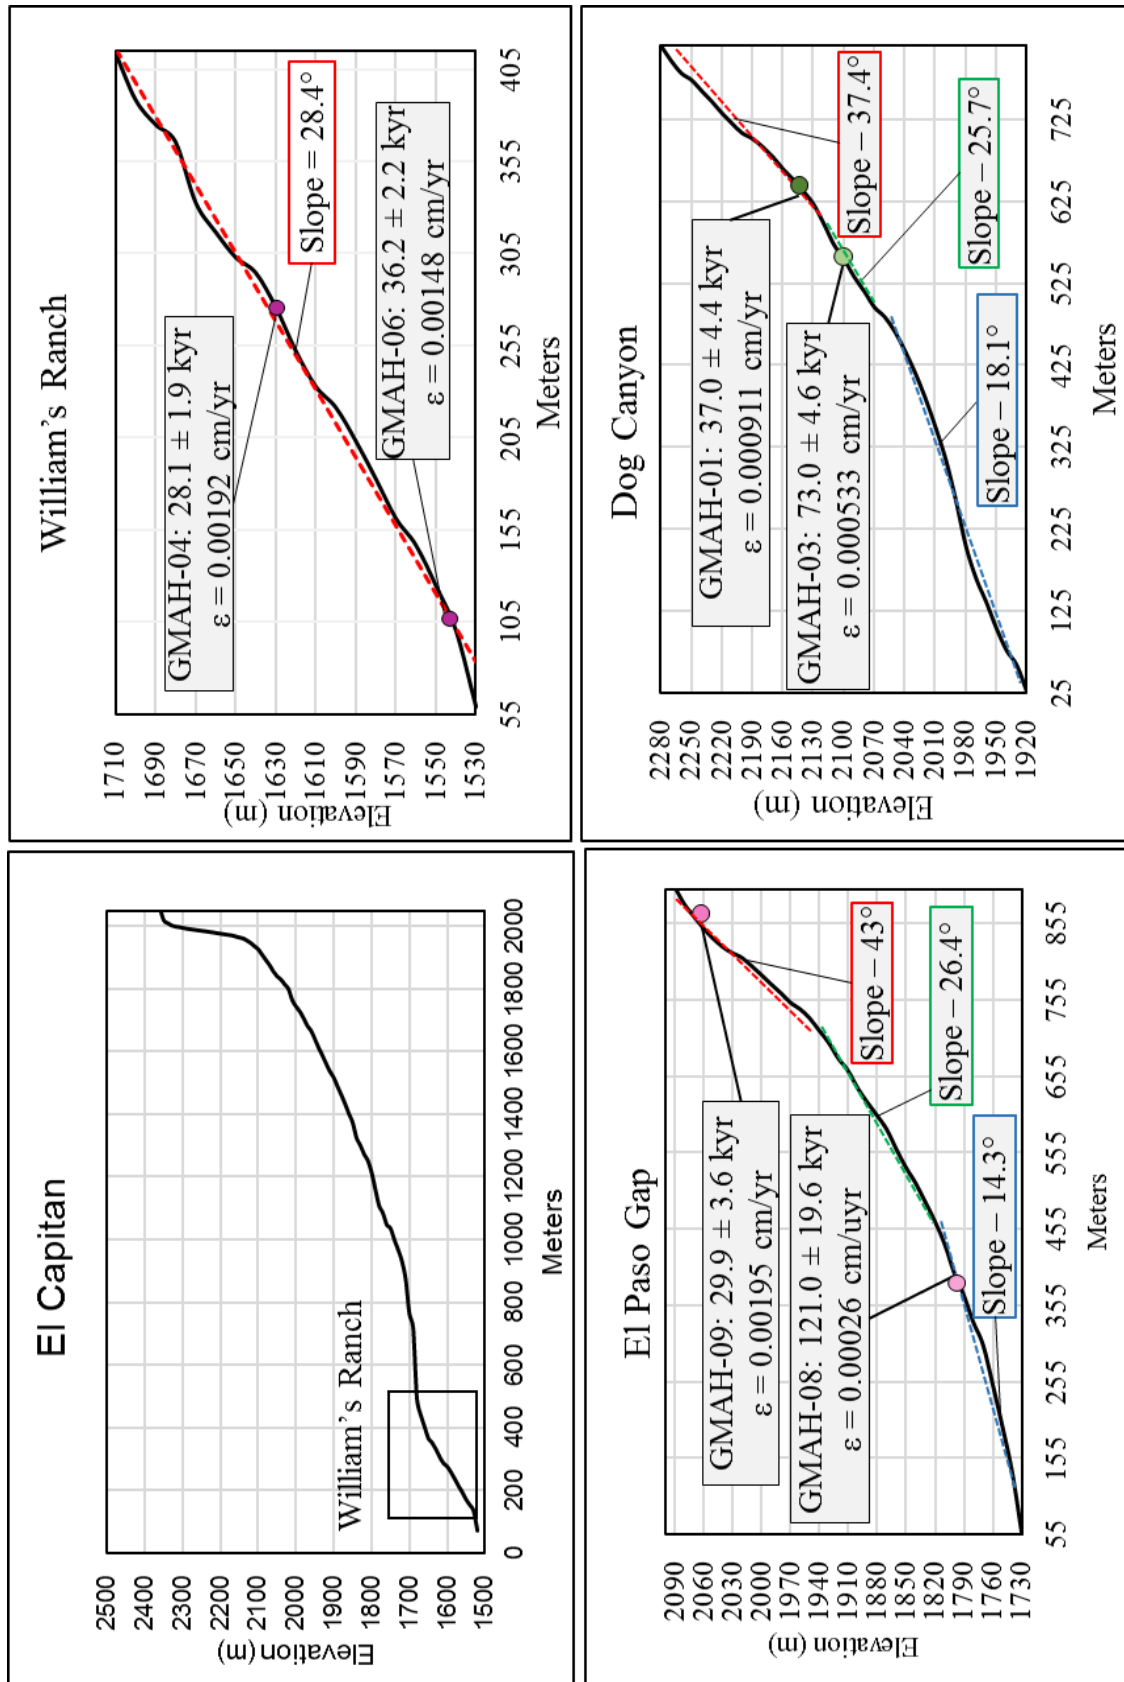 El Capitan
Elevation (m)
2500
2400
2300
2200
2100
2000
1900
1800
1700
1600
1500
William's Ranch
0 200 400 600 800 1000 1200 1400 1600 1800 2000
Meters
William's Ranch
Elevation (m)
1710
1690
1670
1650
1630
1610
1590
1570
1550
1530
GMAH-04: 28.1 ± 1.9 kyr
ε = 0.00192 cm/yr
Slope = 28.4°
GMAH-06: 36.2 ± 2.2 kyr
ε = 0.00148 cm/yr
55 105 155 205 255 305 355 405
Meters
El Paso Gap
Elevation (m)
2090
2060
2030
2000
1970
1940
1910
1880
1850
1820
1790
1760
1730
GMAH-09: 29.9 ± 3.6 kyr
ε = 0.00195 cm/yr
GMAH-08: 121.0 ± 19.6 kyr
ε = 0.00026 cm/uyr
Slope – 43°
Slope – 26.4°
Slope – 14.3°
55 155 255 355 455 555 655 755 855
Meters
Dog Canyon
Elevation (m)
2280
2250
2220
2190
2160
2130
2100
2070
2040
2010
1980
1950
1920
GMAH-01: 37.0 ± 4.4 kyr
ε = 0.000911 cm/yr
GMAH-03: 73.0 ± 4.6 kyr
ε = 0.000533 cm/yr
Slope – 37.4°
Slope – 25.7°
Slope – 18.1°
25 125 225 325 425 525 625 725
Meters